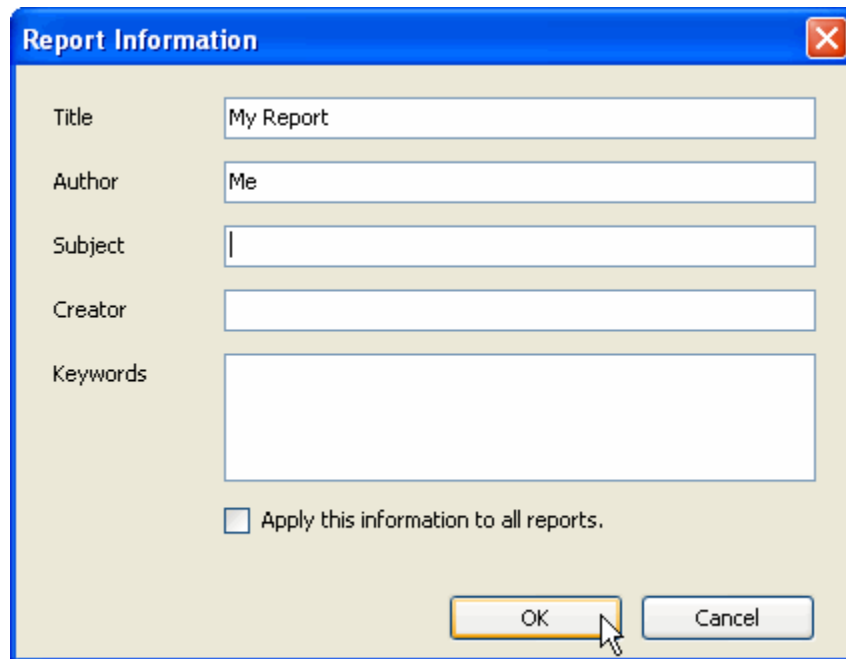 Report Information
Title My Report
Author Me
Subject
Creator
Keywords
Apply this information to all reports.
OK Cancel